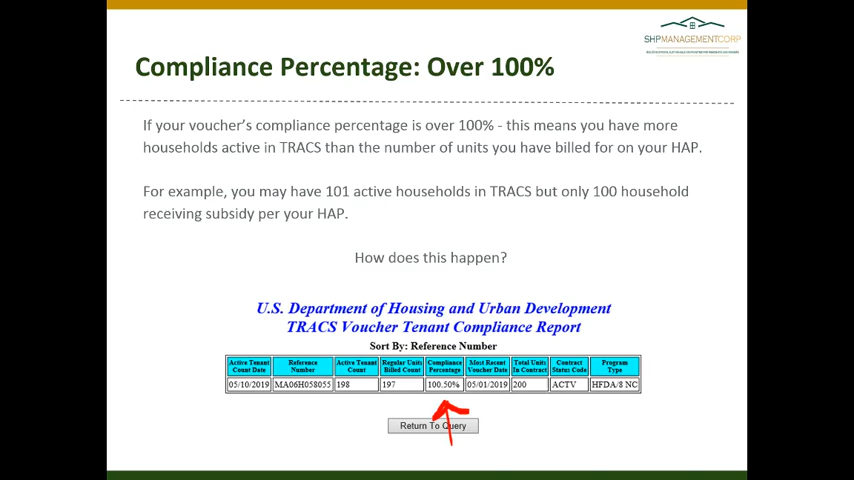 SHPMANAGEMENTCORP
Compliance Percentage: Over 100%
If your voucher's compliance percentage is over 100% - this means you have more
households active in TRACS than the number of units you have billed for on your HAP.
For example, you may have 101 active households in TRACS but only 100 household
receiving subsidy per your HAP.
How does this happen?
U.S. Department of Housing and Urban Development
TRACS Voucher Tenant Compliance Report
Sort By: Reference Number
Active Tenant Count Date Reference Number Active Tenant Count Regular Units Billed Count Compliance Percentage Most Recent Voucher Date Total Units In Contract Contract Status Code Program Type
05/10/2019 MA06H058055 198 197 100.50% 05/01/2019 200 ACTV HFDA/8 NC
Return To Query